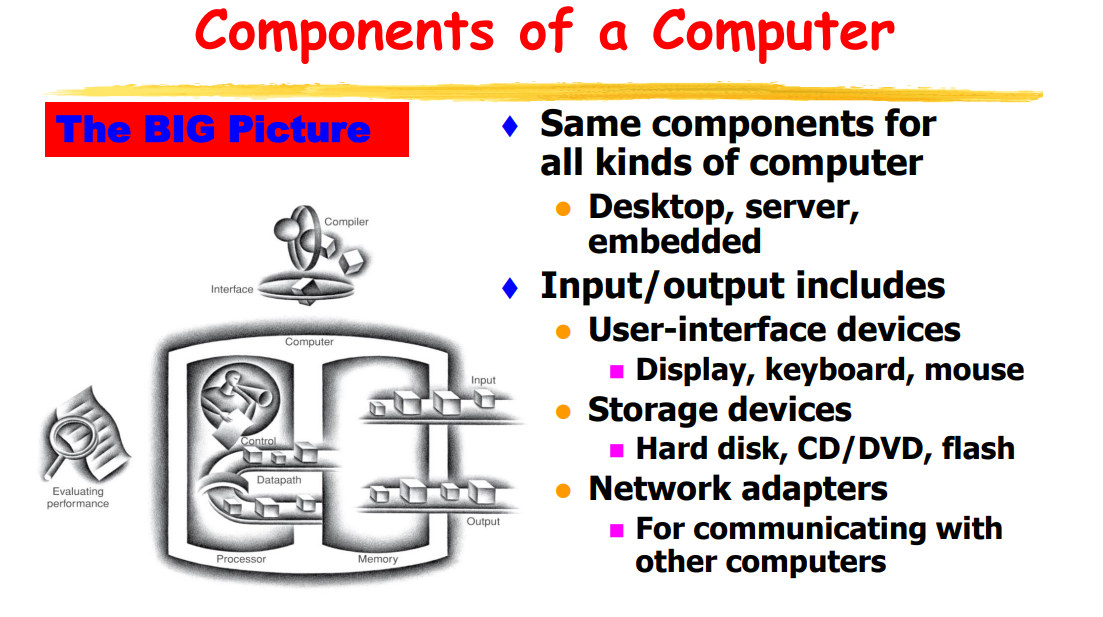 Components of a Computer
The BIG Picture
Compiler
Interface
Computer
Input
Control
Datapath
Evaluating
performance
Output
Processor
Memory
Same components for
all kinds of computer
Desktop, server,
embedded
Input/output includes
User-interface devices
Display, keyboard, mouse
Storage devices
Hard disk, CD/DVD, flash
Network adapters
For communicating with
other computers